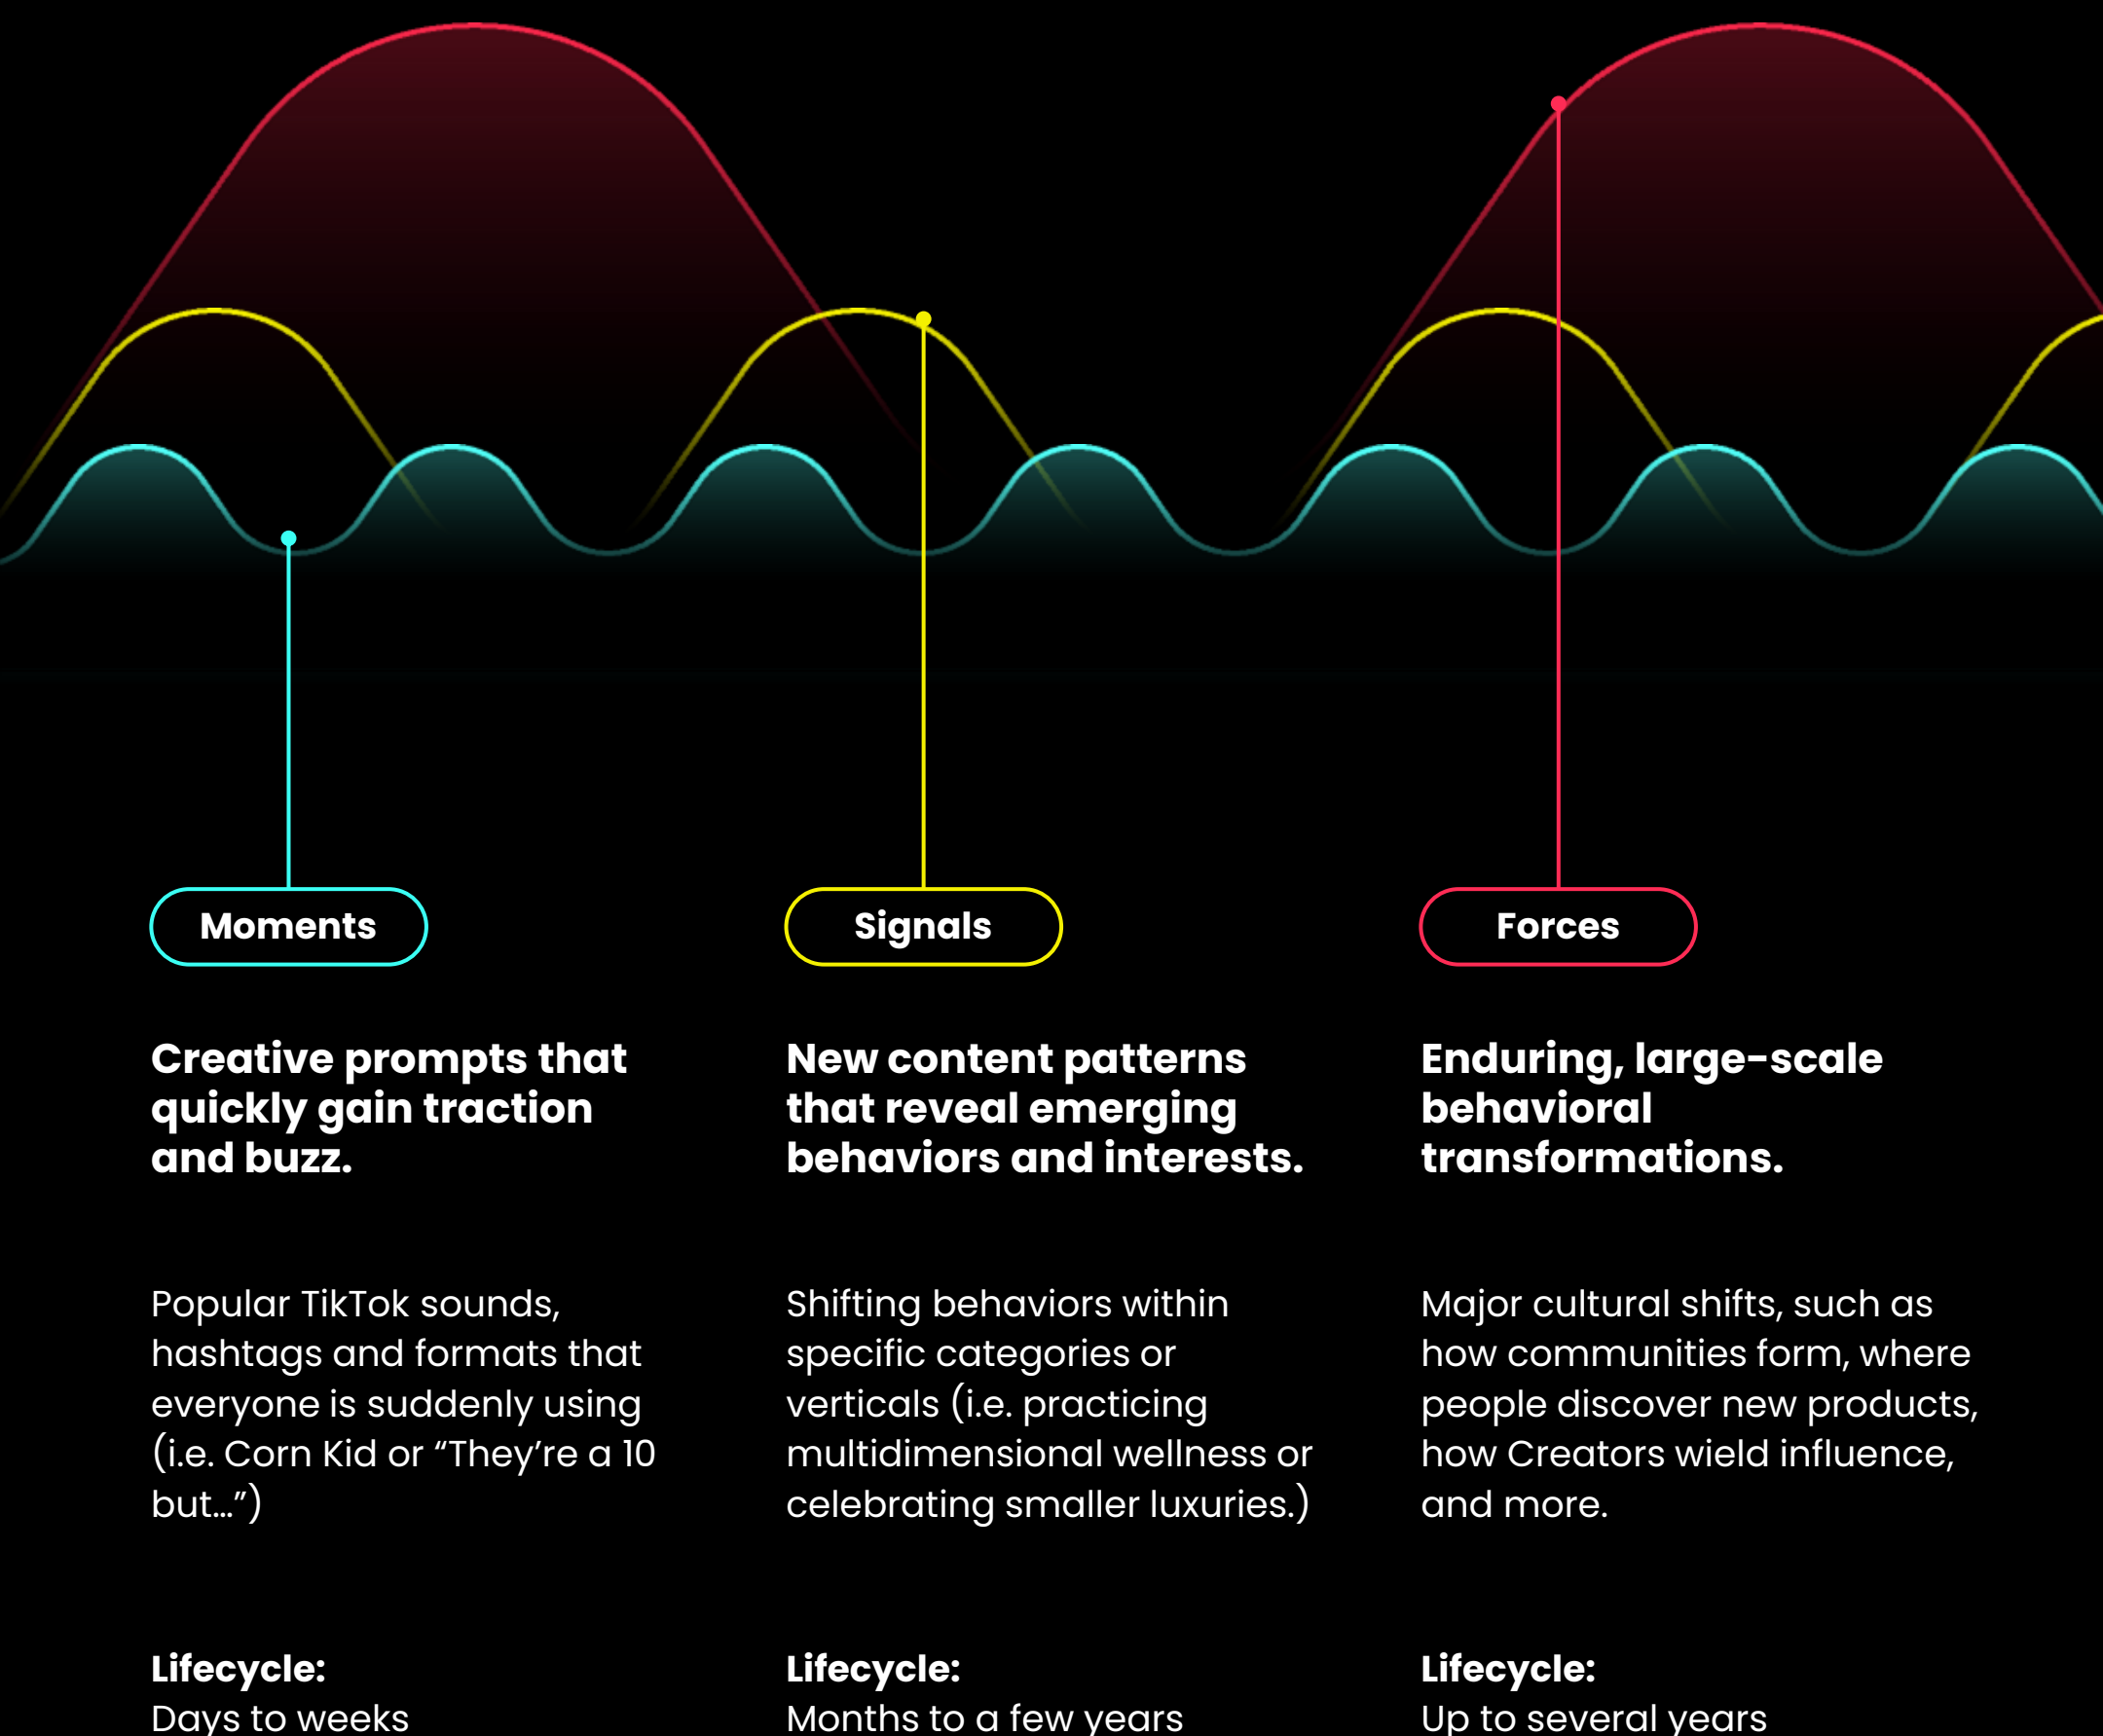 Moments
Creative prompts that
quickly gain traction
and buzz.
Popular TikTok sounds,
hashtags and formats that
everyone is suddenly using
(i.e. Corn Kid or “They’re a 10
but…”)
Lifecycle:
Days to weeks
Signals
New content patterns
that reveal emerging
behaviors and interests.
Shifting behaviors within
specific categories or
verticals (i.e. practicing
multidimensional wellness or
celebrating smaller luxuries.)
Lifecycle:
Months to a few years
Forces
Enduring, large-scale
behavioral
transformations.
Major cultural shifts, such as
how communities form, where
people discover new products,
how Creators wield influence,
and more.
Lifecycle:
Up to several years